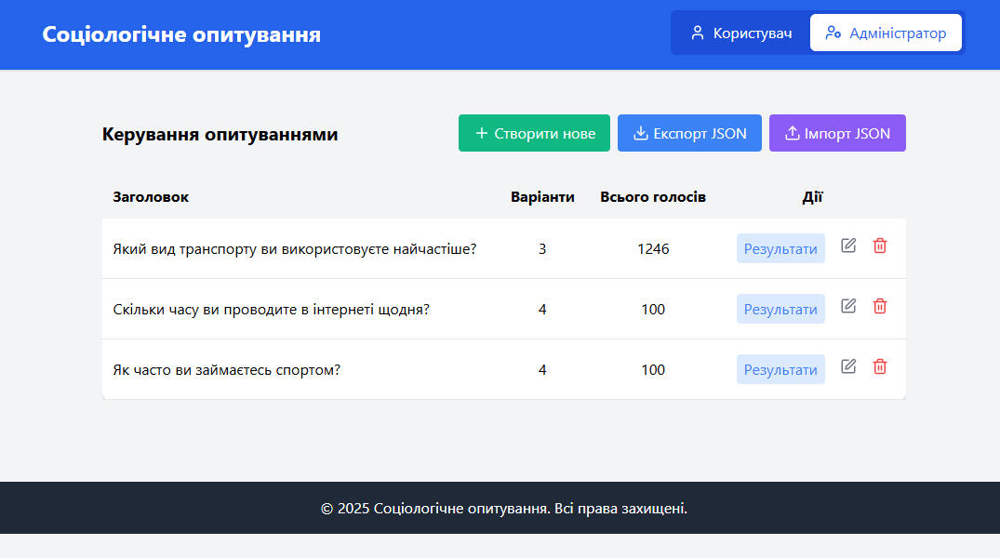 Соціологічне опитування
Користувач
Адміністратор
Керування опитуваннями
Створити нове
Експорт JSON
Імпорт JSON
Заголовок Варіанти Всього голосів Дії
Який вид транспорту ви використовуєте найчастіше? 3 1246 Результати
Скільки часу ви проводите в інтернеті щодня? 4 100 Результати
Як часто ви займаєтесь спортом? 4 100 Результати
© 2025 Соціологічне опитування. Всі права захищені.